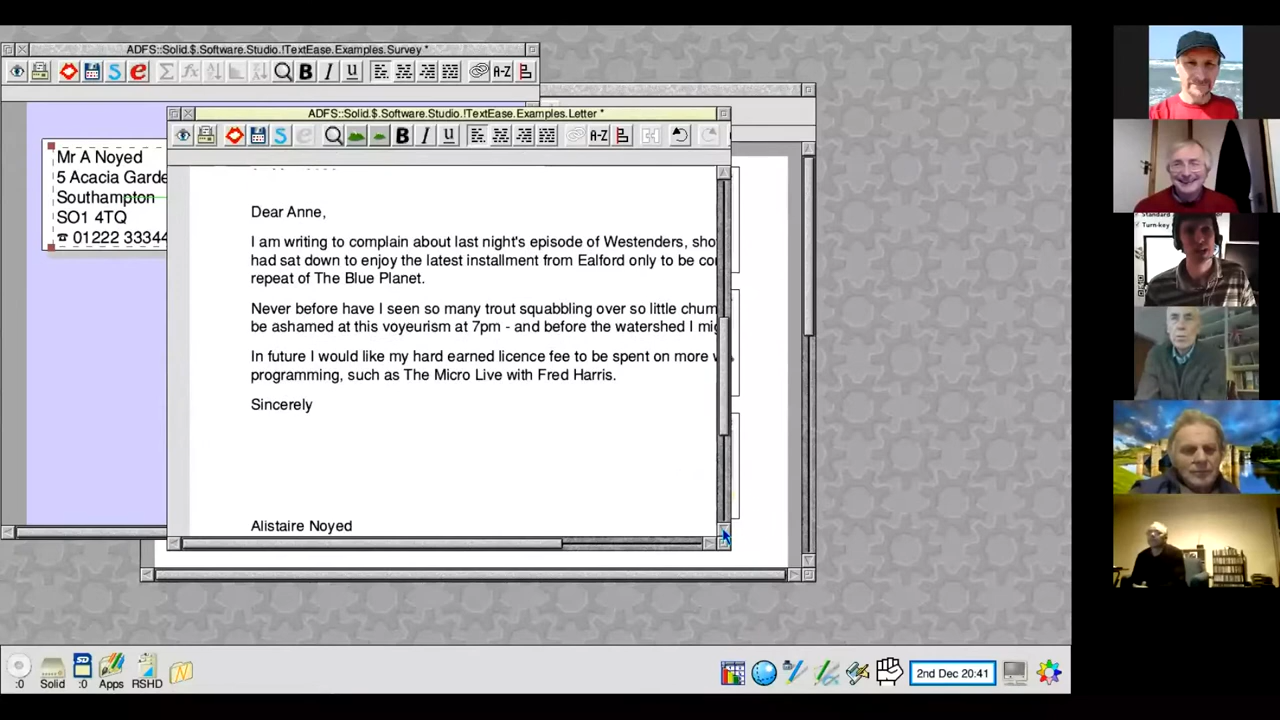 ADFS::Solid.$.Software.Studio.!TextEase.Examples.Survey *
Mr A Noyed
5 Acacia Garde
Southampton
SO1 4TQ
☎ 01222 33344
ADFS::Solid.$.Software.Studio.!TextEase.Examples.Letter *
Dear Anne,
I am writing to complain about last night's episode of Westenders, sho
had sat down to enjoy the latest installment from Ealford only to be co
repeat of The Blue Planet.
Never before have I seen so many trout squabbling over so little chum
be ashamed at this voyeurism at 7pm - and before the watershed I mig
In future I would like my hard earned licence fee to be spent on more
programming, such as The Micro Live with Fred Harris.
Sincerely
Alistaire Noyed
:0
Solid
:0
Apps
RSHD
2nd Dec 20:41
Turn-key